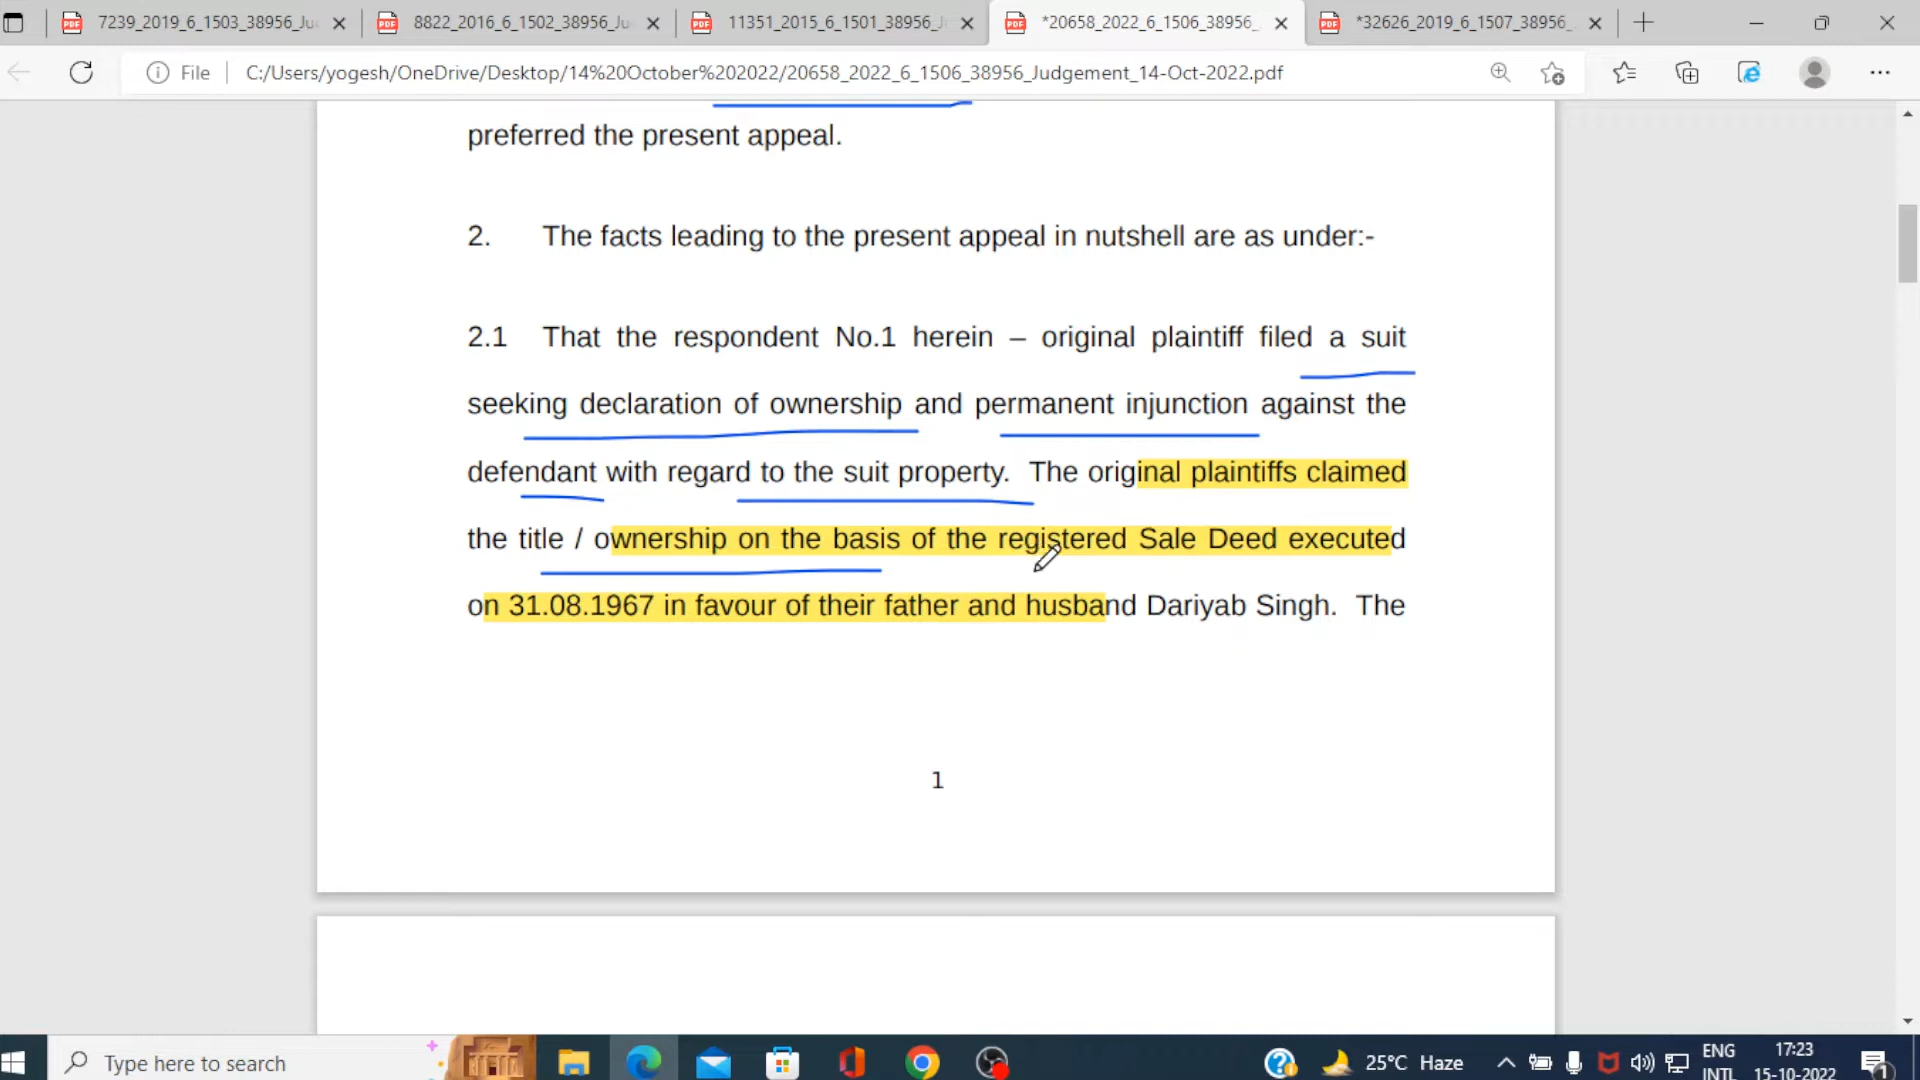 7239_2019_6_1503_38956_Ju
8822_2016_6_1502_38956_Ju
11351_2015_6_1501_38956_J
*20658_2022_6_1506_38956_
*32626_2019_6_1507_38956_
File
C:/Users/yogesh/OneDrive/Desktop/14%20October%202022/20658_2022_6_1506_38956_Judgement_14-Oct-2022.pdf
preferred the present appeal.
2. The facts leading to the present appeal in nutshell are as under:-
2.1 That the respondent No.1 herein – original plaintiff filed a suit
seeking declaration of ownership and permanent injunction against the
defendant with regard to the suit property. The original plaintiffs claimed
the title / ownership on the basis of the registered Sale Deed executed
on 31.08.1967 in favour of their father and husband Dariyab Singh. The
1
Type here to search
25°C Haze
ENG
INTL
17:23
15-10-2022
1